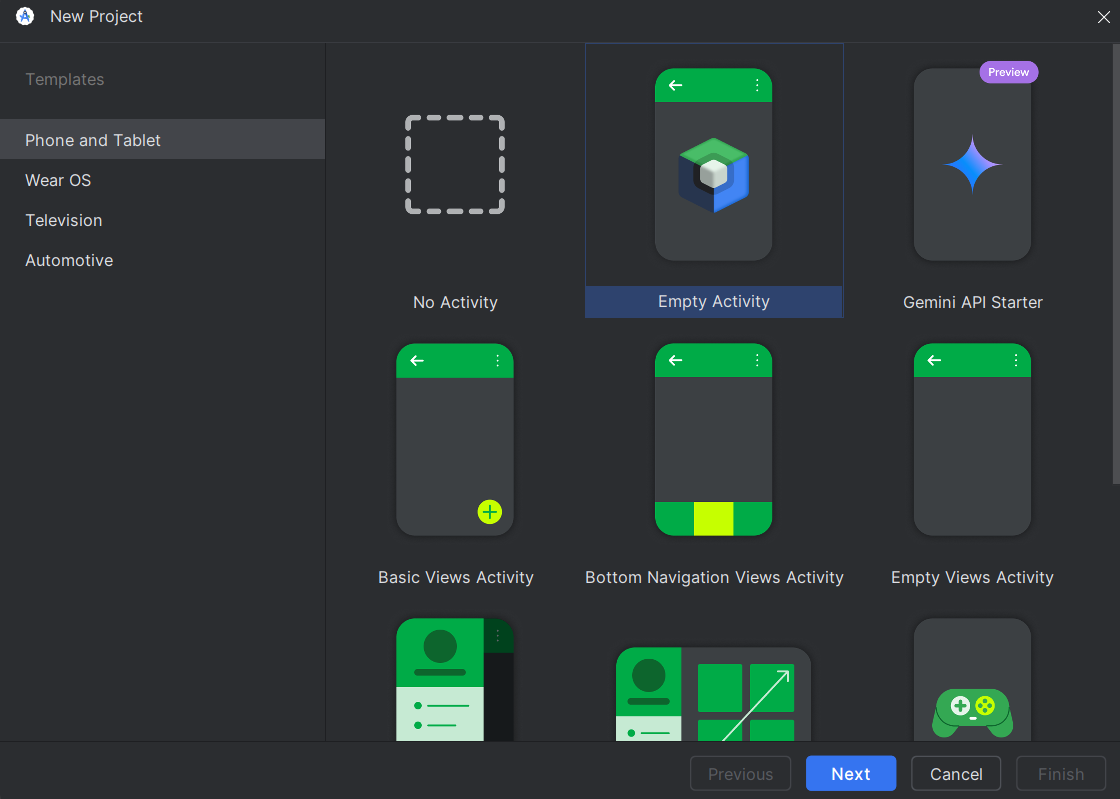 New Project
Templates
Phone and Tablet
Wear OS
Television
Automotive
Preview
No Activity
Empty Activity
Gemini API Starter
Basic Views Activity
Bottom Navigation Views Activity
Empty Views Activity
Previous
Next
Cancel
Finish